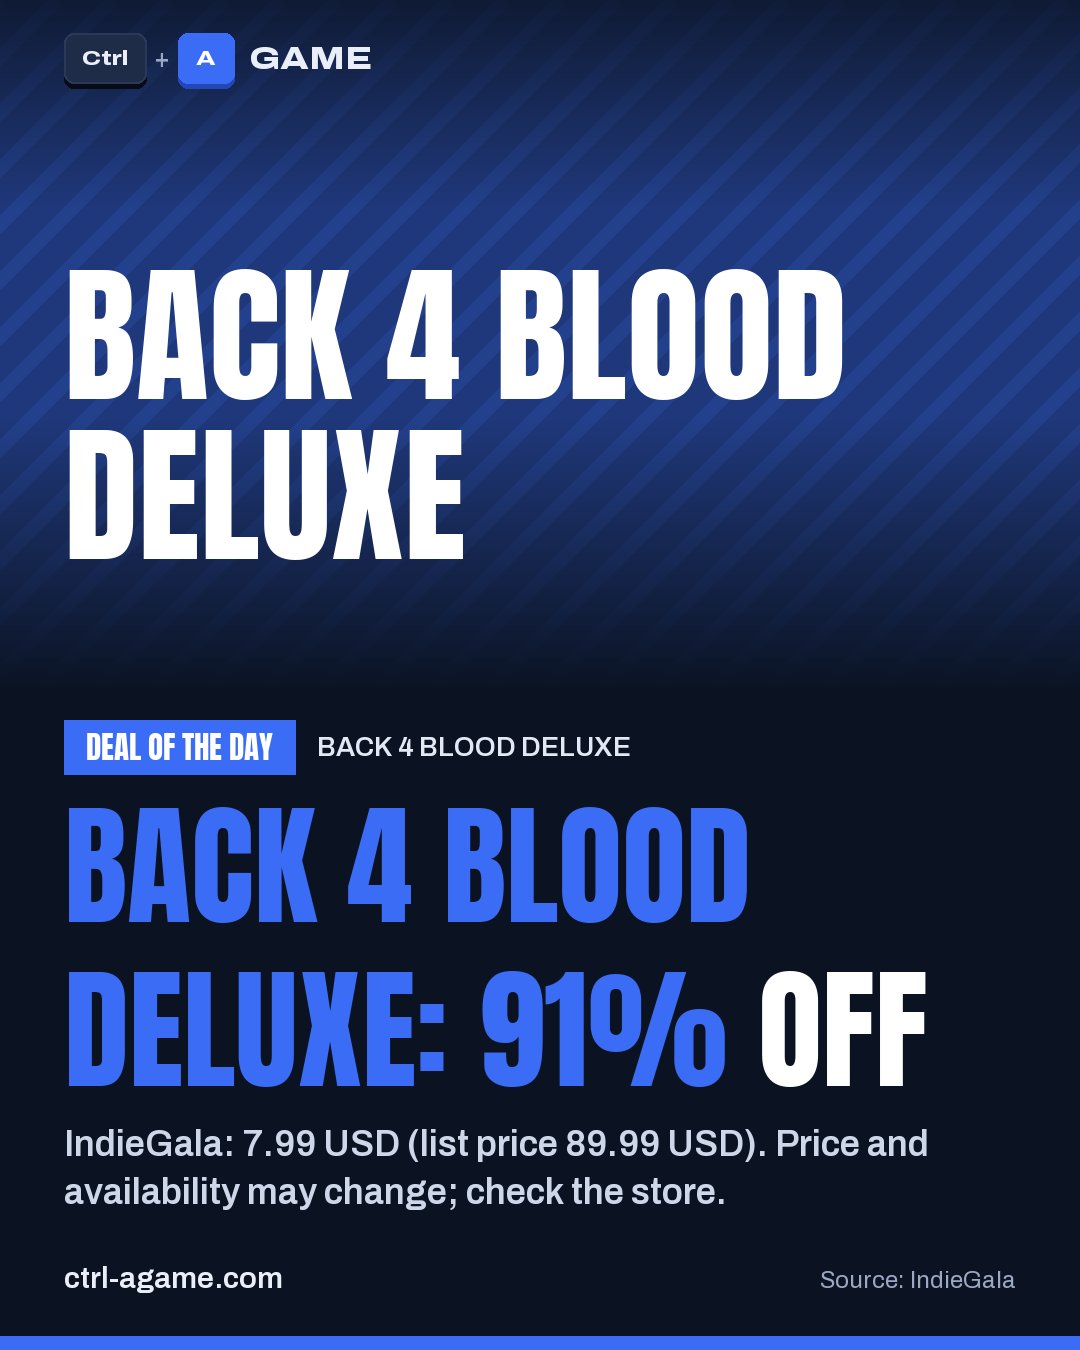 Ctrl + A GAME
BACK 4 BLOOD
DELUXE
DEAL OF THE DAY BACK 4 BLOOD DELUXE
BACK 4 BLOOD
DELUXE: 91% OFF
IndieGala: 7.99 USD (list price 89.99 USD). Price and
availability may change; check the store.
ctrl-agame.com Source: IndieGala